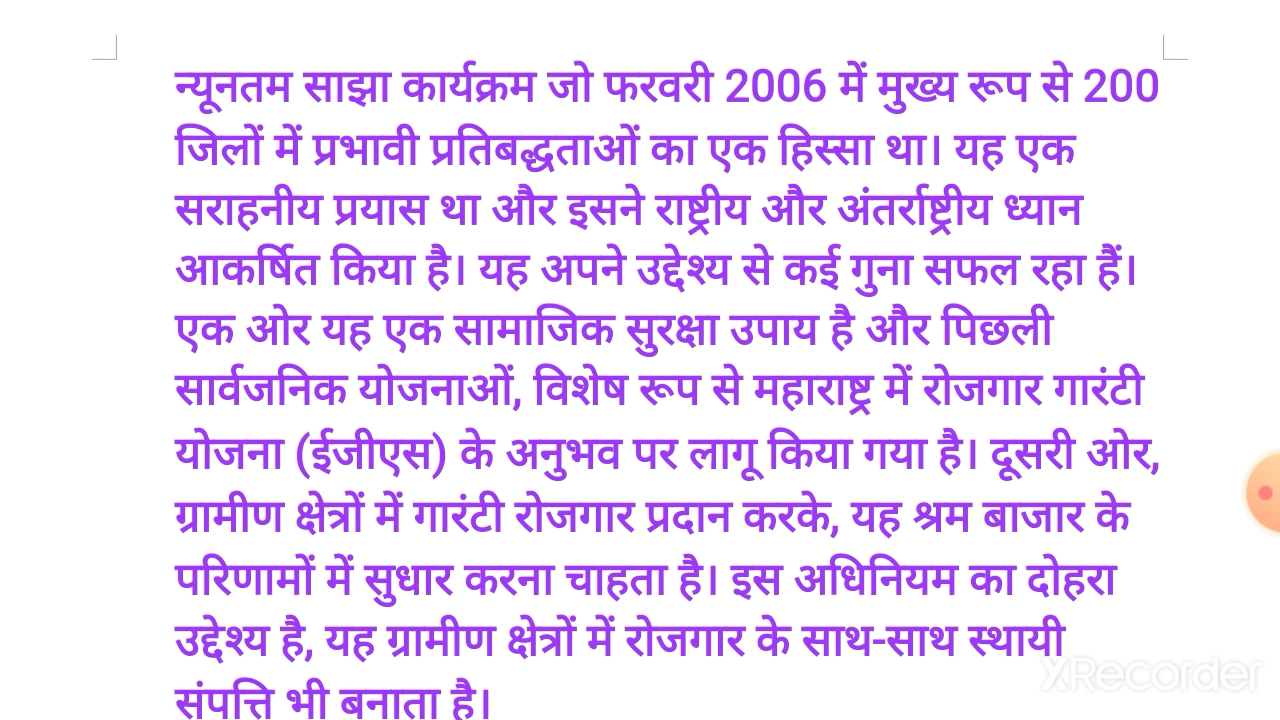 न्यूनतम साझा कार्यक्रम जो फरवरी 2006 में मुख्य रूप से 200
जिलों में प्रभावी प्रतिबद्धताओं का एक हिस्सा था। यह एक
सराहनीय प्रयास था और इसने राष्ट्रीय और अंतर्राष्ट्रीय ध्यान
आकर्षित किया है। यह अपने उद्देश्य से कई गुना सफल रहा हैं।
एक ओर यह एक सामाजिक सुरक्षा उपाय है और पिछली
सार्वजनिक योजनाओं, विशेष रूप से महाराष्ट्र में रोजगार गारंटी
योजना (ईजीएस) के अनुभव पर लागू किया गया है। दूसरी ओर,
ग्रामीण क्षेत्रों में गारंटी रोजगार प्रदान करके, यह श्रम बाजार के
परिणामों में सुधार करना चाहता है। इस अधिनियम का दोहरा
उद्देश्य है, यह ग्रामीण क्षेत्रों में रोजगार के साथ-साथ स्थायी
संपत्ति भी बनाता है।
XRecorder